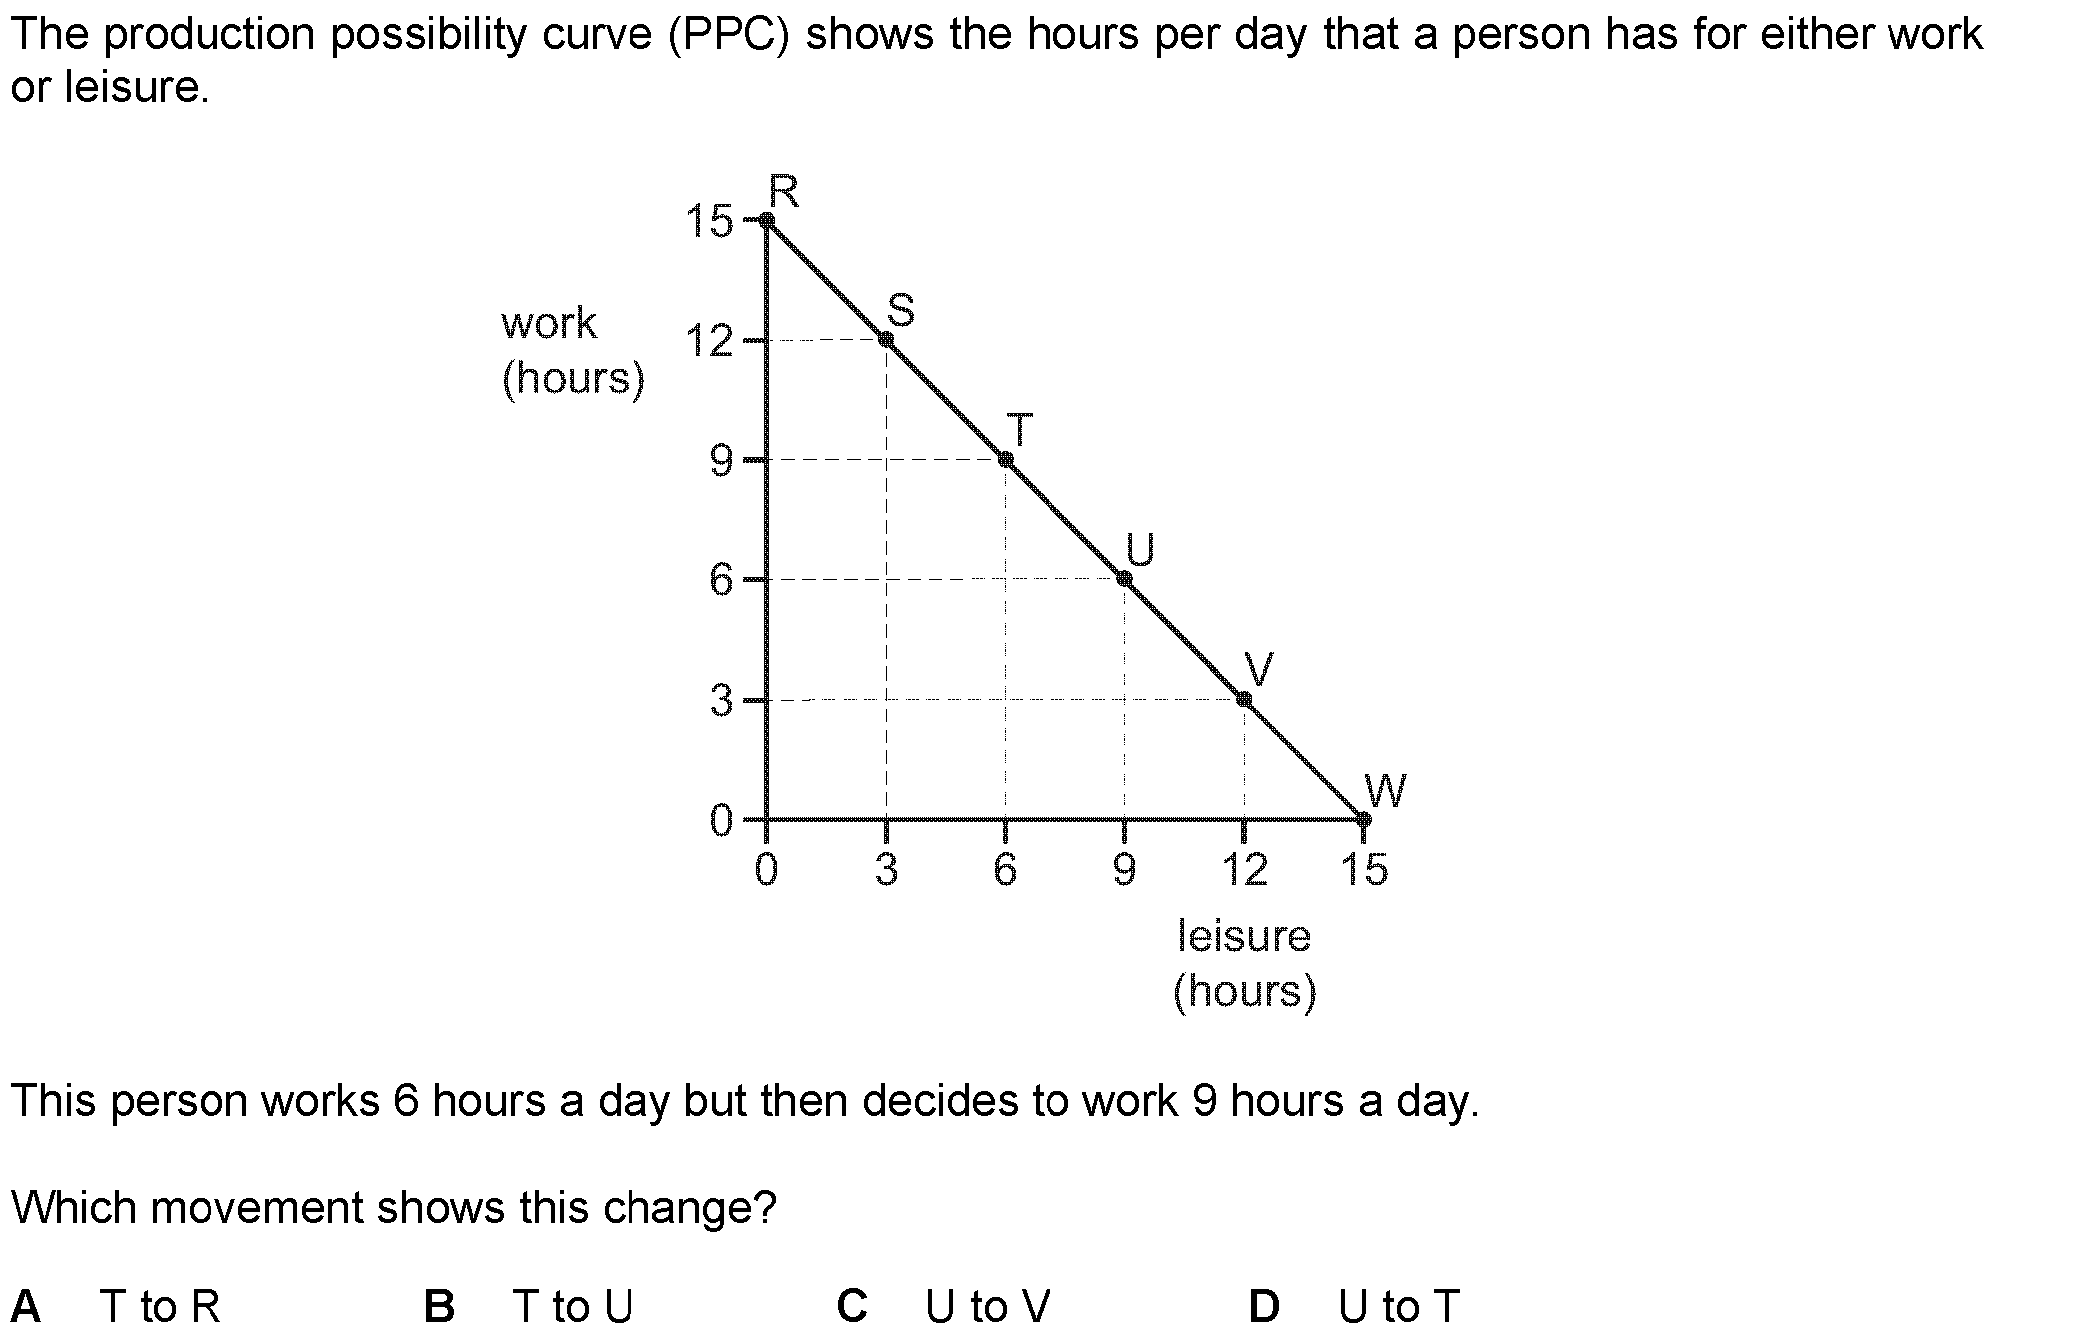 The production possibility curve (PPC) shows the hours per day that a person has for either work
or leisure.
R
15
S
work
(hours)
12
T
9
U
6
V
3
W
0
0 3 6 9 12 15
leisure
(hours)
This person works 6 hours a day but then decides to work 9 hours a day.
Which movement shows this change?
A T to R B T to U C U to V D U to T